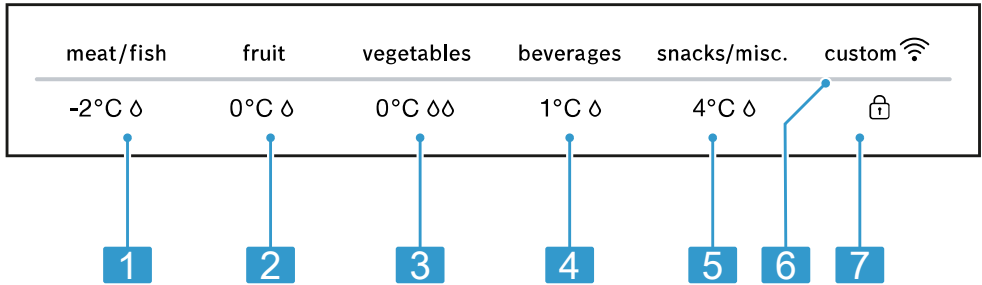 meat/fish fruit vegetables beverages snacks/misc. custom
-2°C 0°C 0°C 1°C 4°C
1 2 3 4 5 6 7